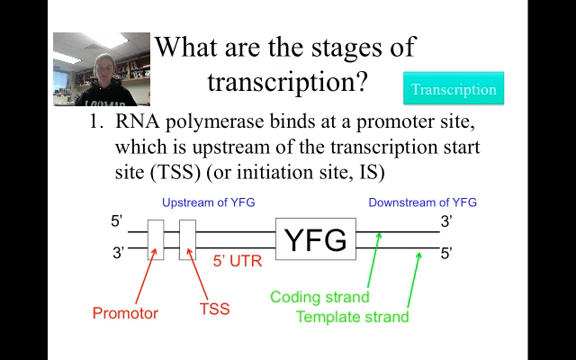 What are the stages of
transcription?
Transcription
1. RNA polymerase binds at a promoter site,
which is upstream of the transcription start
site (TSS) (or initiation site, IS)
Upstream of YFG
Downstream of YFG
5' 3'
YFG
3' 5'
5' UTR
Promotor
TSS
Coding strand
Template strand